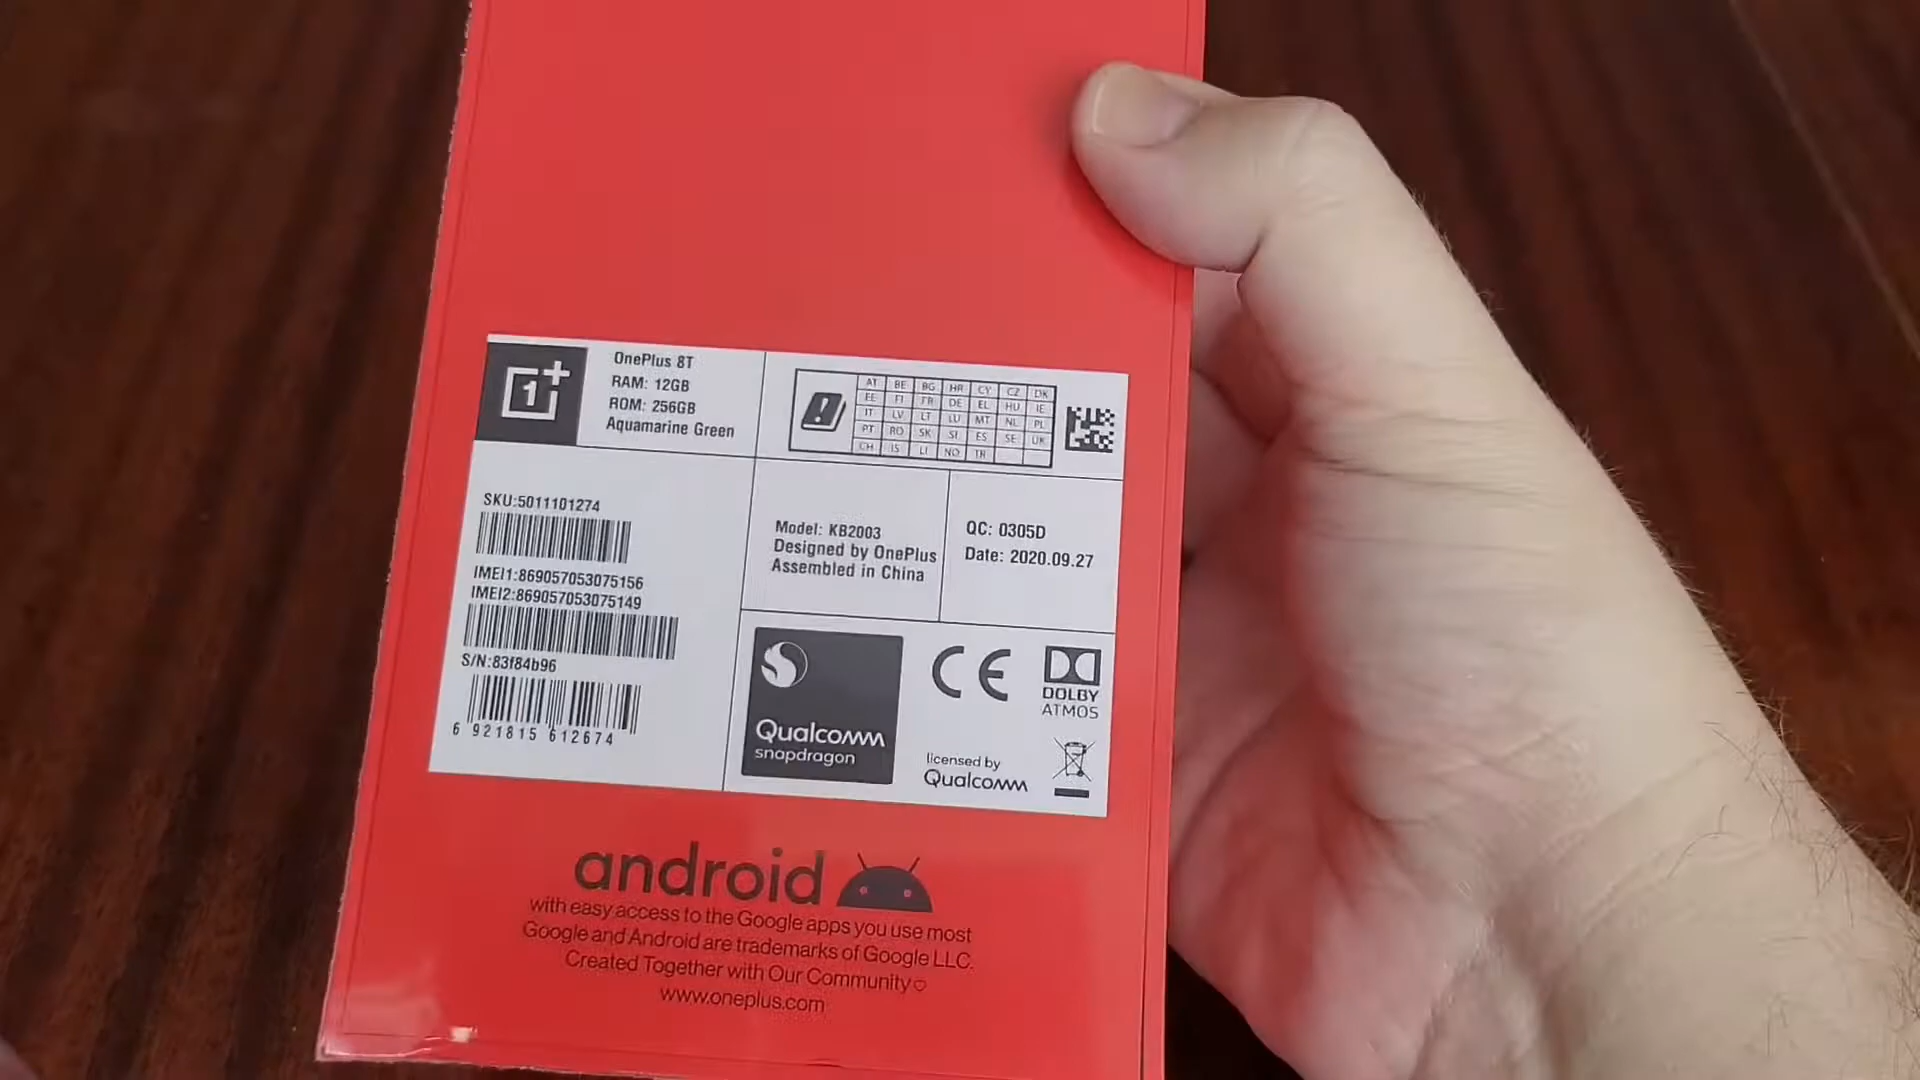 OnePlus 8T
RAM: 12GB
ROM: 256GB
Aquamarine Green
AT BE BG HR CY CZ DK
EE FI FR DE EL HU IE
IT LV LT LU MT NL PL
PT RO SK SI ES SE UK
CH IS LI NO TR
SKU:5011101274
IMEI1:869057053075156
IMEI2:869057053075149
S/N:83f84b96
6 921815 612674
Model: KB2003
Designed by OnePlus
Assembled in China
QC: 0305D
Date: 2020.09.27
Qualcomm
snapdragon
CE
DOLBY
ATMOS
licensed by
Qualcomm
android
with easy access to the Google apps you use most
Google and Android are trademarks of Google LLC.
Created Together with Our Community♡
www.oneplus.com